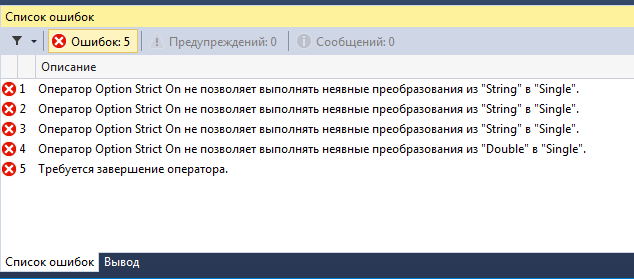 Список ошибок
Ошибок: 5 Предупреждений: 0 Сообщений: 0
Описание
1 Оператор Option Strict On не позволяет выполнять неявные преобразования из "String" в "Single".
2 Оператор Option Strict On не позволяет выполнять неявные преобразования из "String" в "Single".
3 Оператор Option Strict On не позволяет выполнять неявные преобразования из "String" в "Single".
4 Оператор Option Strict On не позволяет выполнять неявные преобразования из "Double" в "Single".
5 Требуется завершение оператора.
Список ошибок Вывод